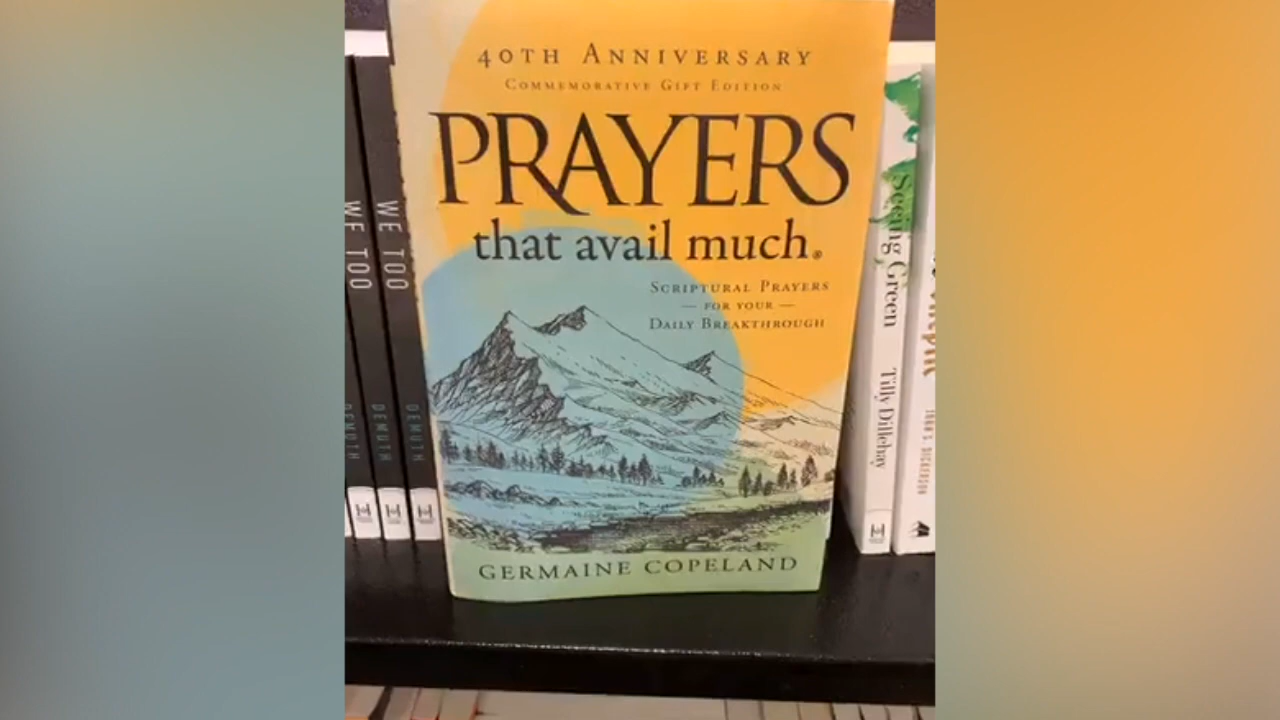 40TH ANNIVERSARY
COMMEMORATIVE GIFT EDITION
PRAYERS
that avail much®
SCRIPTURAL PRAYERS
— FOR YOUR —
DAILY BREAKTHROUGH
GERMAINE COPELAND
WE TOO
DEMUTH
WE TOO
DEMUTH
DEMUTH
Seeing Green
Tilly Dillehay